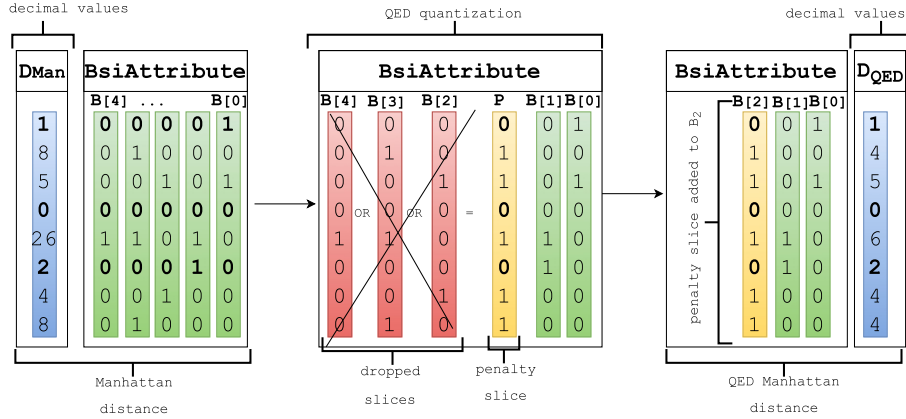 decimal values
QED quantization
decimal values
DMan
BsiAttribute
BsiAttribute
BsiAttribute
DQED
B[4] ... B[0]
B[4] B[3] B[2] P B[1] B[0]
B[2] B[1] B[0]
1 0 0 0 0 1 0 0 0 0 0 1 0 0 1 1
8 0 1 0 0 0 0 1 0 1 0 0 1 0 0 4
5 0 0 1 0 1 0 0 1 1 0 1 1 0 1 5
0 0 0 0 0 0 0 OR 0 OR 0 = 0 0 0 0 0 0 0
26 1 1 0 1 0 1 1 0 1 1 0 1 1 0 6
2 0 0 0 1 0 0 0 0 0 1 0 0 1 0 2
4 0 0 1 0 0 0 0 1 1 0 0 1 0 0 4
8 0 1 0 0 0 0 1 0 1 0 0 1 0 0 4
penalty slice added to B2
Manhattan
distance
dropped
slices
penalty
slice
QED Manhattan
distance